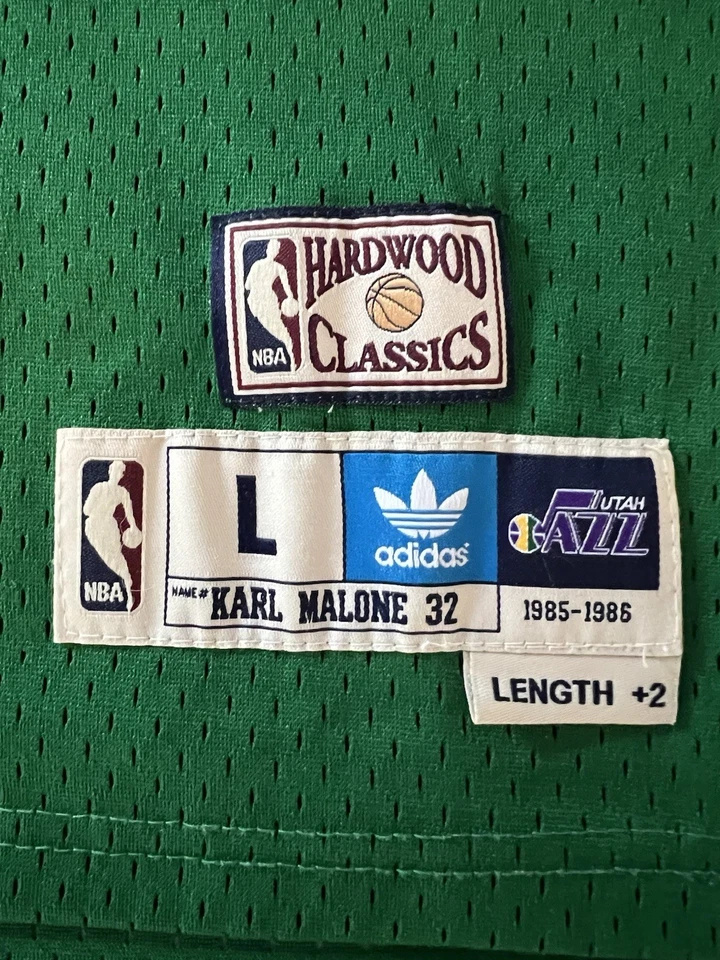 HARDWOOD
NBA
CLASSICS
L
UTAH
JAZZ
adidas
NBA
NAME# KARL MALONE 32
1985-1986
LENGTH +2